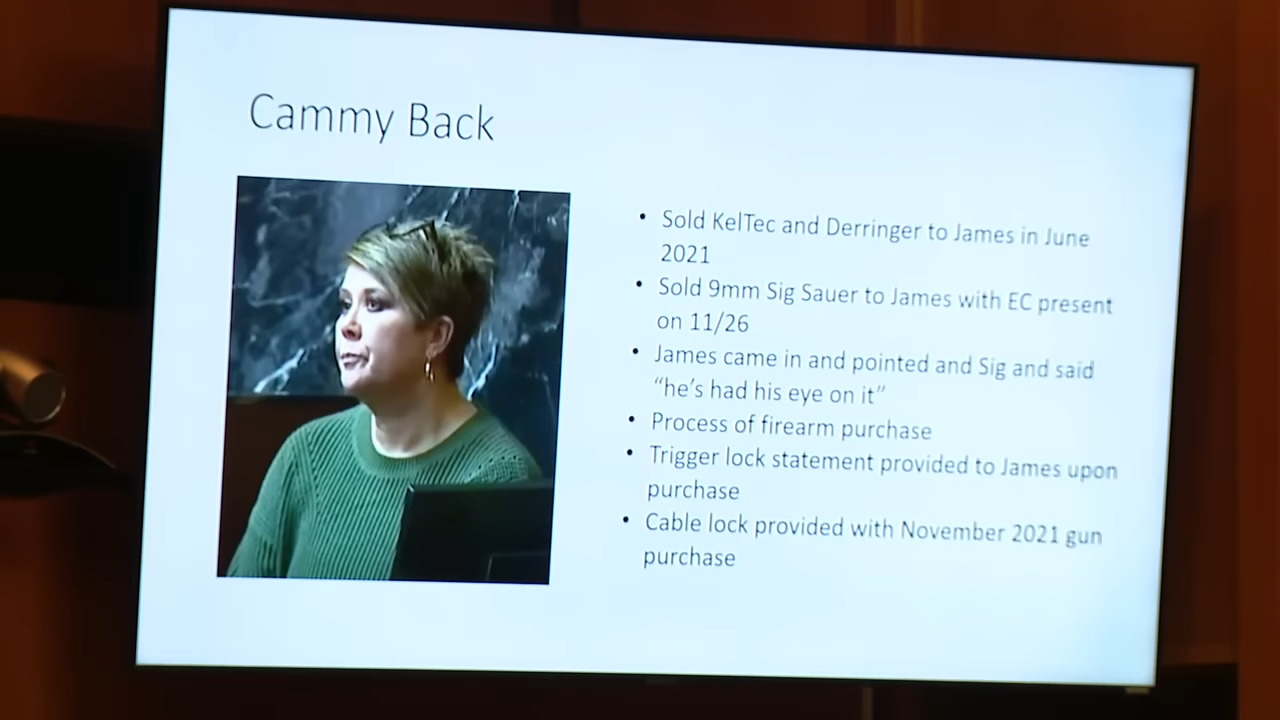 Cammy Back
• Sold KelTec and Derringer to James in June
2021
• Sold 9mm Sig Sauer to James with EC present
on 11/26
• James came in and pointed and Sig and said
“he’s had his eye on it”
• Process of firearm purchase
• Trigger lock statement provided to James upon
purchase
• Cable lock provided with November 2021 gun
purchase